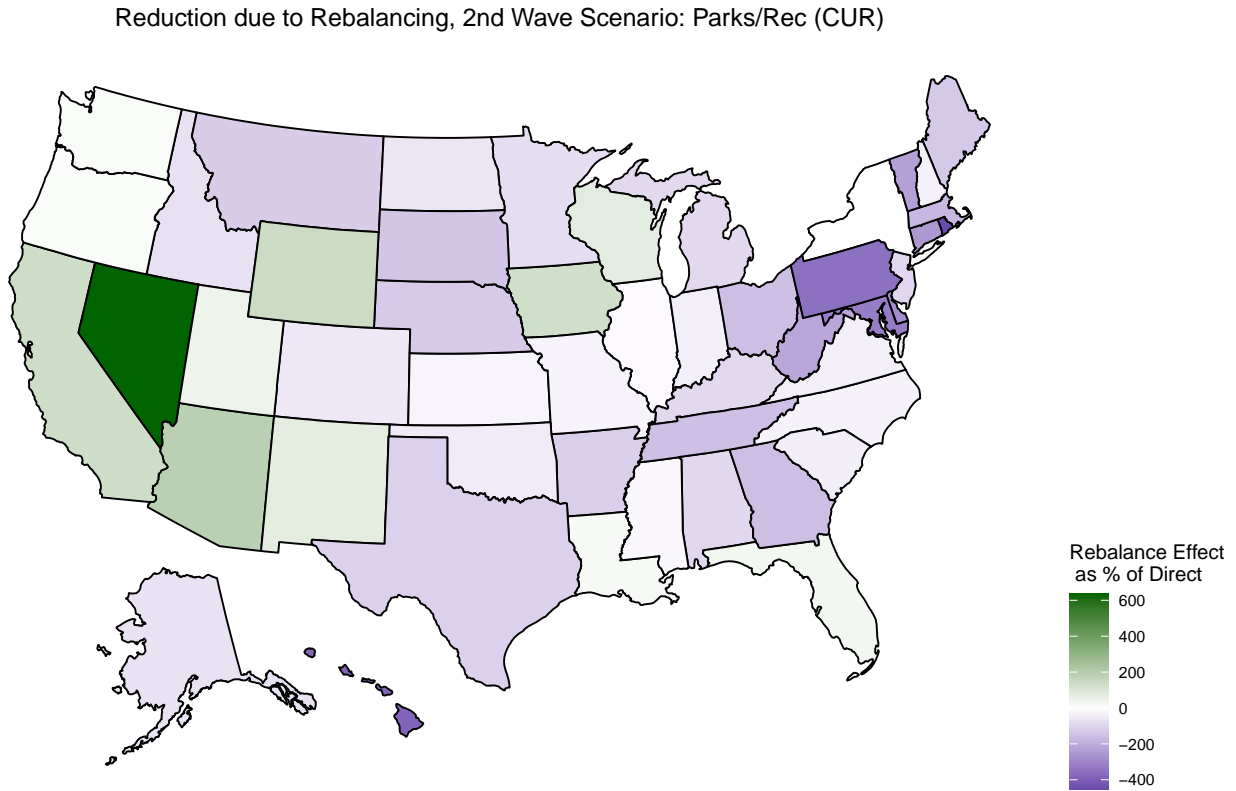 Reduction due to Rebalancing, 2nd Wave Scenario: Parks/Rec (CUR)
Rebalance Effect
as % of Direct
600
400
200
0
−200
−400